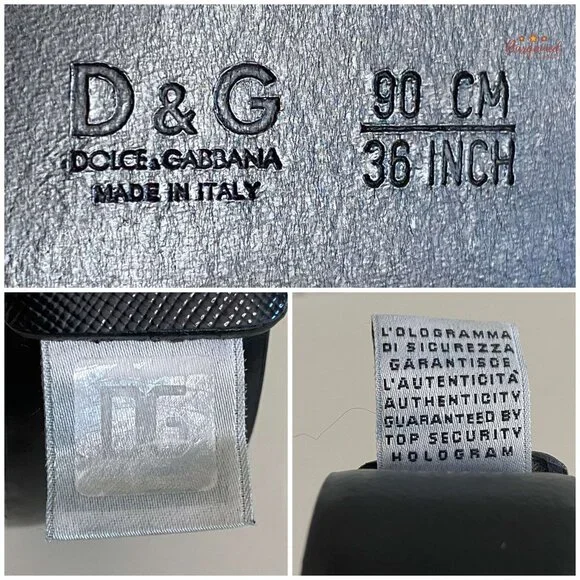 D & G
DOLCE & GABBANA
MADE IN ITALY
90 CM
36 INCH
DG
L'OLOGRAMMA
DI SICUREZZA
GARANTISCE
L'AUTENTICITÀ
AUTHENTICITY
GUARANTEED BY
TOP SECURITY
HOLOGRAM